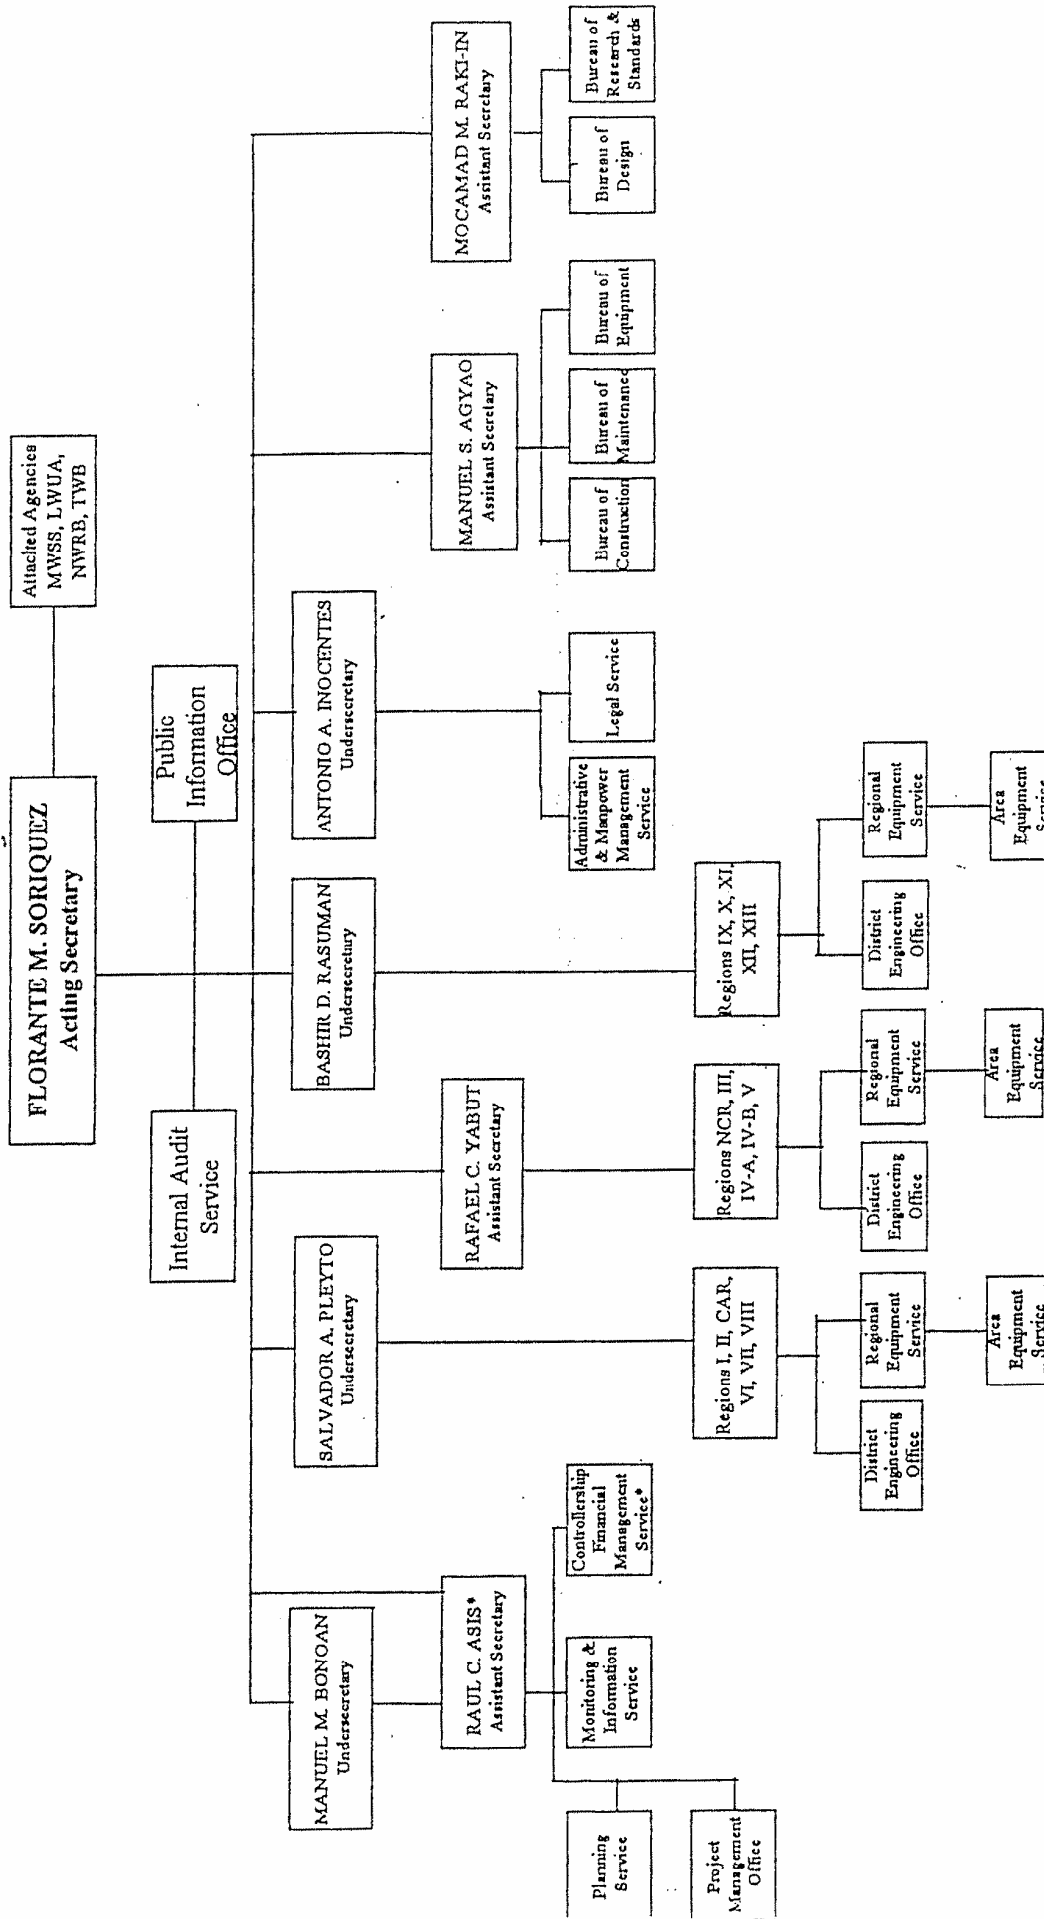 FLORANTE M. SORIQUEZ
Acting Secretary
Attached Agencies
MWSS, LWUA,
NWRB, TWB
Internal Audit
Service
Public
Information
Office
MANUEL M. BONOAN
Undersecretary
SALVADOR A. PLEYTO
Undersecretary
BASHIR D. RASUMAN
Undersecretary
ANTONIO A. INOCENTES
Undersecretary
RAUL C. ASIS*
Assistant Secretary
RAFAEL C. YABUT
Assistant Secretary
MANUEL S. AGYAO
Assistant Secretary
MOCAMAD M. RAKI-IN
Assistant Secretary
Planning
Service
Monitoring &
Information
Service
Controllership
Financial
Management
Service*
Administrative
& Manpower
Management
Service
Legal Service
Bureau of
Construction
Bureau of
Maintenance
Bureau of
Equipment
Bureau of
Design
Bureau of
Research &
Standards
Project
Management
Office
Regions I, II, CAR,
VI, VII, VIII
Regions NCR, III,
IV-A, IV-B, V
Regions IX, X, XI,
XII, XIII
District
Engineering
Office
Regional
Equipment
Service
District
Engineering
Office
Regional
Equipment
Service
District
Engineering
Office
Regional
Equipment
Service
Area
Equipment
Service
Area
Equipment
Service
Area
Equipment
Service